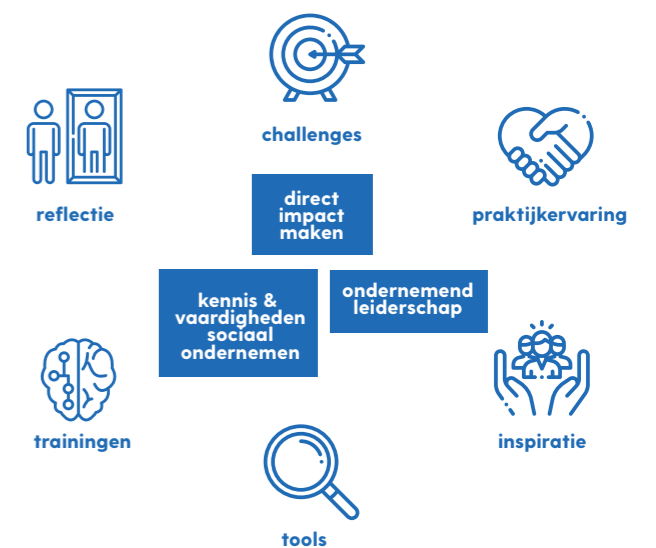 challenges
reflectie
praktijkervaring
direct
impact
maken
kennis &
vaardigheden
sociaal
ondernemen
ondernemend
leiderschap
trainingen
inspiratie
tools